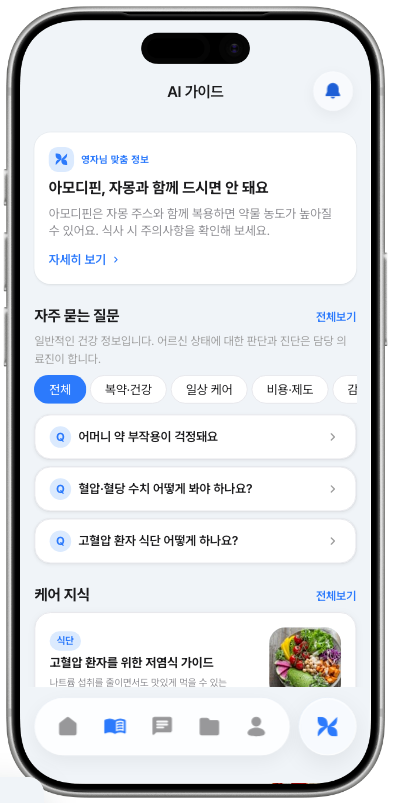 AI 가이드
영자님 맞춤 정보
아모디핀, 자몽과 함께 드시면 안 돼요
아모디핀은 자몽 주스와 함께 복용하면 약물 농도가 높아질
수 있어요. 식사 시 주의사항을 확인해 보세요.
자세히 보기
자주 묻는 질문
전체보기
일반적인 건강 정보입니다. 어르신 상태에 대한 판단과 진단은 담당 의
료진이 합니다.
전체
복약·건강
일상 케어
비용·제도
감
Q 어머니 약 부작용이 걱정돼요
Q 혈압·혈당 수치 어떻게 봐야 하나요?
Q 고혈압 환자 식단 어떻게 하나요?
케어 지식
전체보기
식단
고혈압 환자를 위한 저염식 가이드
나트륨 섭취를 줄이면서도 맛있게 먹을 수 있는